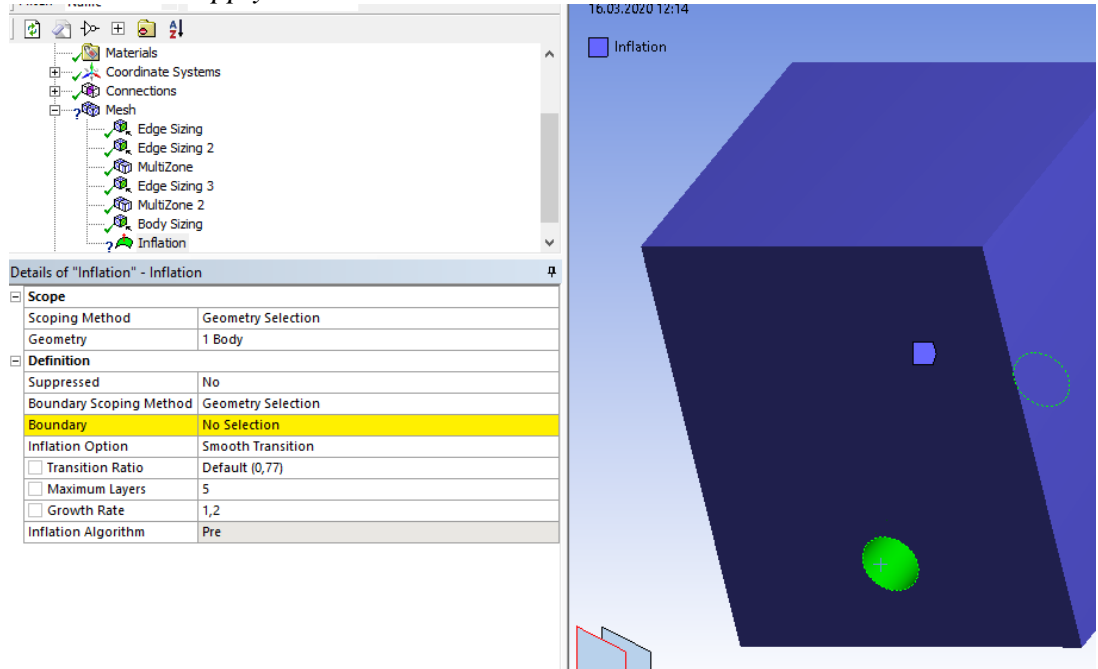 apply
16.03.2020 12:14
Inflation
Materials
Coordinate Systems
Connections
Mesh
Edge Sizing
Edge Sizing 2
MultiZone
Edge Sizing 3
MultiZone 2
Body Sizing
Inflation
Details of "Inflation" - Inflation
Scope
Scoping Method Geometry Selection
Geometry 1 Body
Definition
Suppressed No
Boundary Scoping Method Geometry Selection
Boundary No Selection
Inflation Option Smooth Transition
Transition Ratio Default (0,77)
Maximum Layers 5
Growth Rate 1,2
Inflation Algorithm Pre